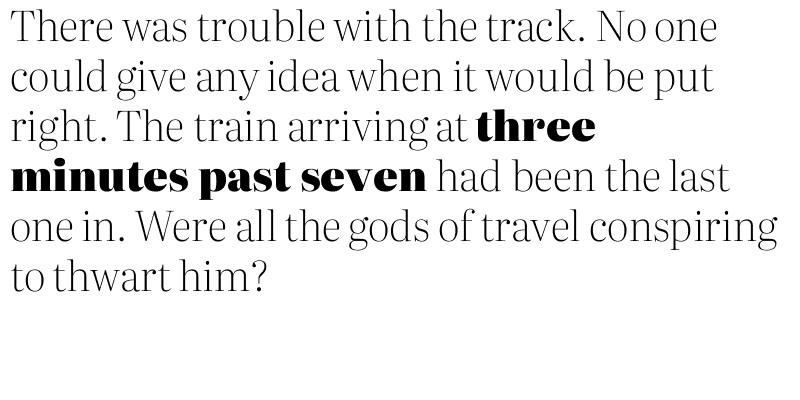 There was trouble with the track. No one
could give any idea when it would be put
right. The train arriving at three
minutes past seven had been the last
one in. Were all the gods of travel conspiring
to thwart him?